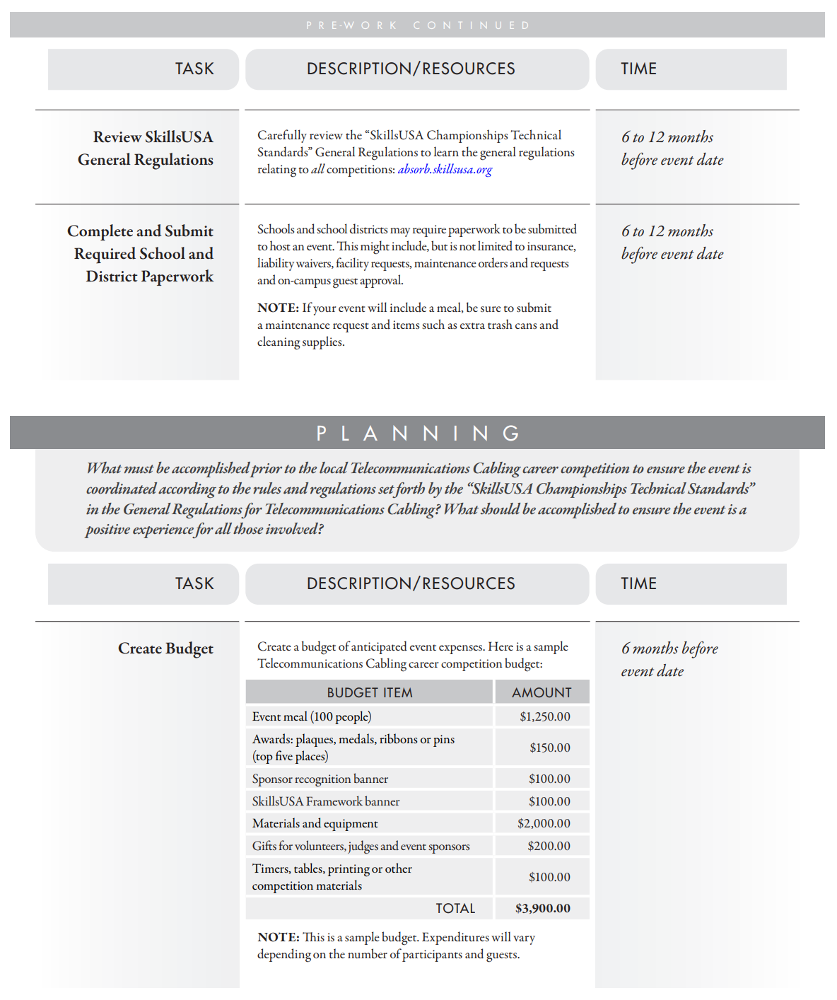 PRE-WORK CONTINUED
TASK
DESCRIPTION/RESOURCES
TIME
Review SkillsUSA
General Regulations
Carefully review the “SkillsUSA Championships Technical
Standards” General Regulations to learn the general regulations
relating to all competitions: absorb.skillsusa.org
6 to 12 months
before event date
Complete and Submit
Required School and
District Paperwork
Schools and school districts may require paperwork to be submitted
to host an event. This might include, but is not limited to insurance,
liability waivers, facility requests, maintenance orders and requests
and on-campus guest approval.
NOTE: If your event will include a meal, be sure to submit
a maintenance request and items such as extra trash cans and
cleaning supplies.
6 to 12 months
before event date
PLANNING
What must be accomplished prior to the local Telecommunications Cabling career competition to ensure the event is
coordinated according to the rules and regulations set forth by the “SkillsUSA Championships Technical Standards”
in the General Regulations for Telecommunications Cabling? What should be accomplished to ensure the event is a
positive experience for all those involved?
TASK
DESCRIPTION/RESOURCES
TIME
Create Budget
Create a budget of anticipated event expenses. Here is a sample
Telecommunications Cabling career competition budget:
6 months before
event date
BUDGET ITEM
AMOUNT
Event meal (100 people)
$1,250.00
Awards: plaques, medals, ribbons or pins
(top five places)
$150.00
Sponsor recognition banner
$100.00
SkillsUSA Framework banner
$100.00
Materials and equipment
$2,000.00
Gifts for volunteers, judges and event sponsors
$200.00
Timers, tables, printing or other
competition materials
$100.00
TOTAL
$3,900.00
NOTE: This is a sample budget. Expenditures will vary
depending on the number of participants and guests.